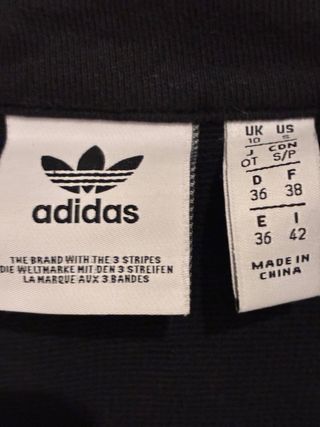 adidas
THE BRAND WITH THE 3 STRIPES
DIE WELTMARKE MIT DEN 3 STREIFEN
LA MARQUE AUX 3 BANDES
UK US
10 S
J CON
OT S/P
D F
36 38
E I
36 42
MADE IN
CHINA